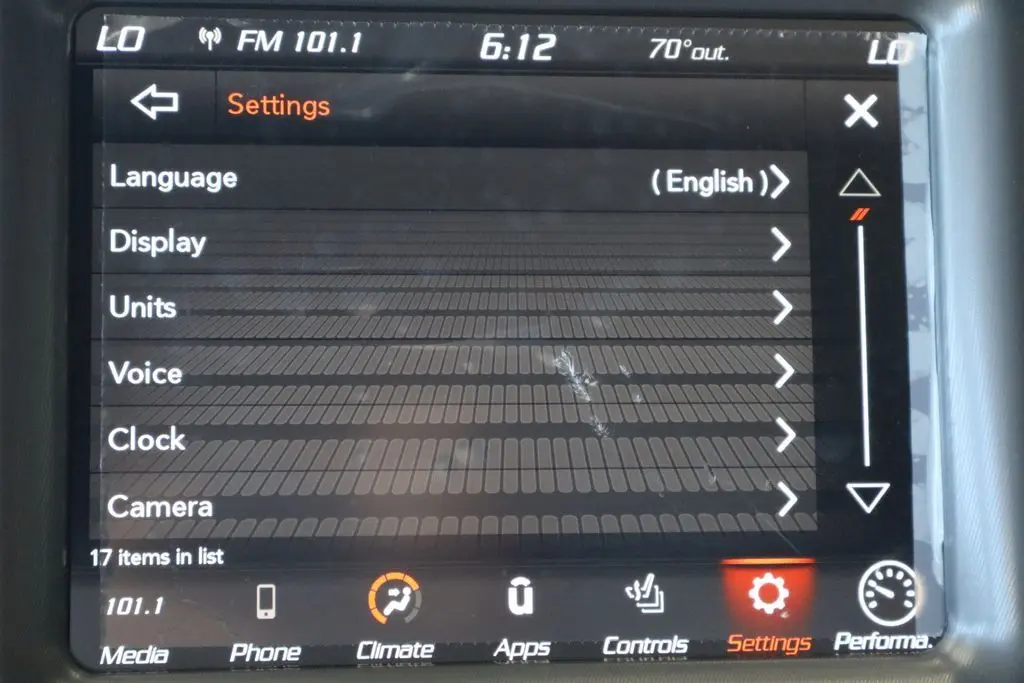 LO FM 101.1 6:12 70°out. LO
Settings
Language (English)
Display
Units
Voice
Clock
Camera
17 items in list
101.1
Media Phone Climate Apps Controls Settings Performa.